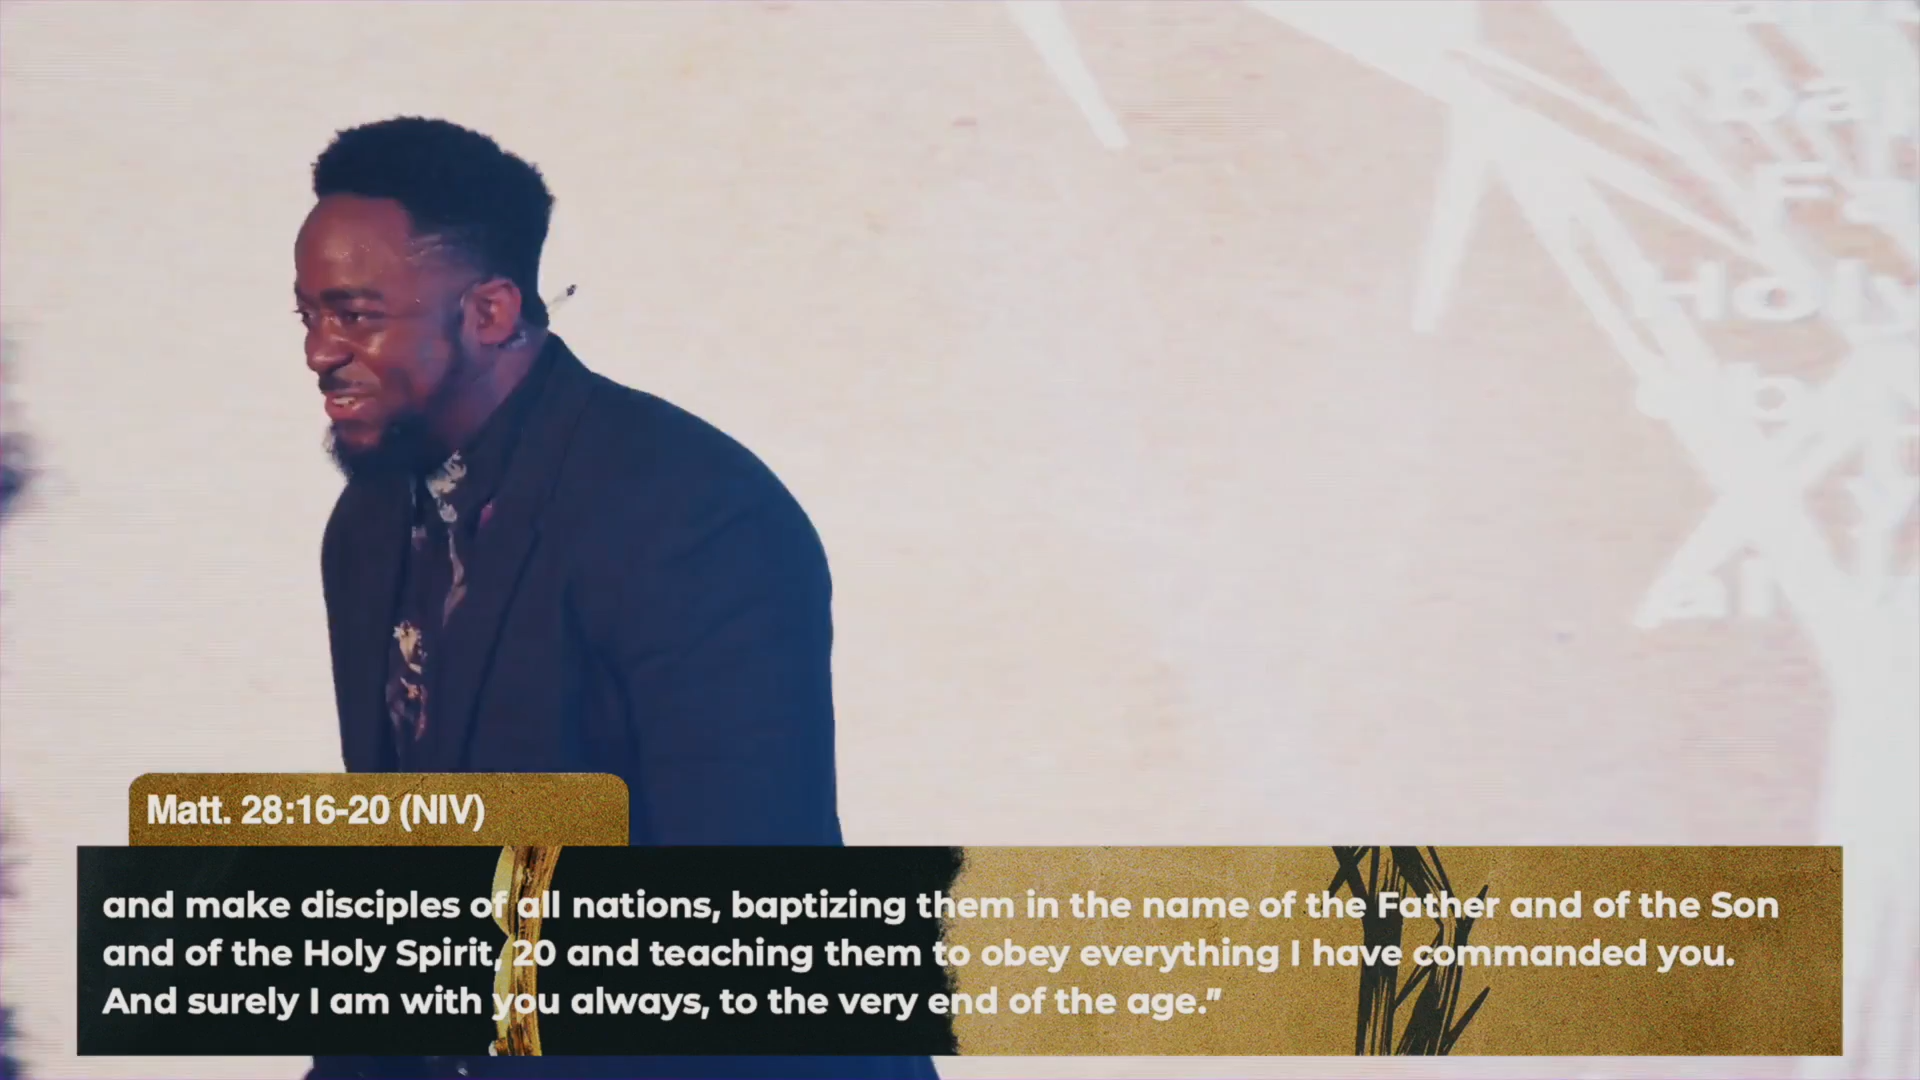 Matt. 28:16-20 (NIV)
and make disciples of all nations, baptizing them in the name of the Father and of the Son
and of the Holy Spirit, 20 and teaching them to obey everything I have commanded you.
And surely I am with you always, to the very end of the age.”
Holy